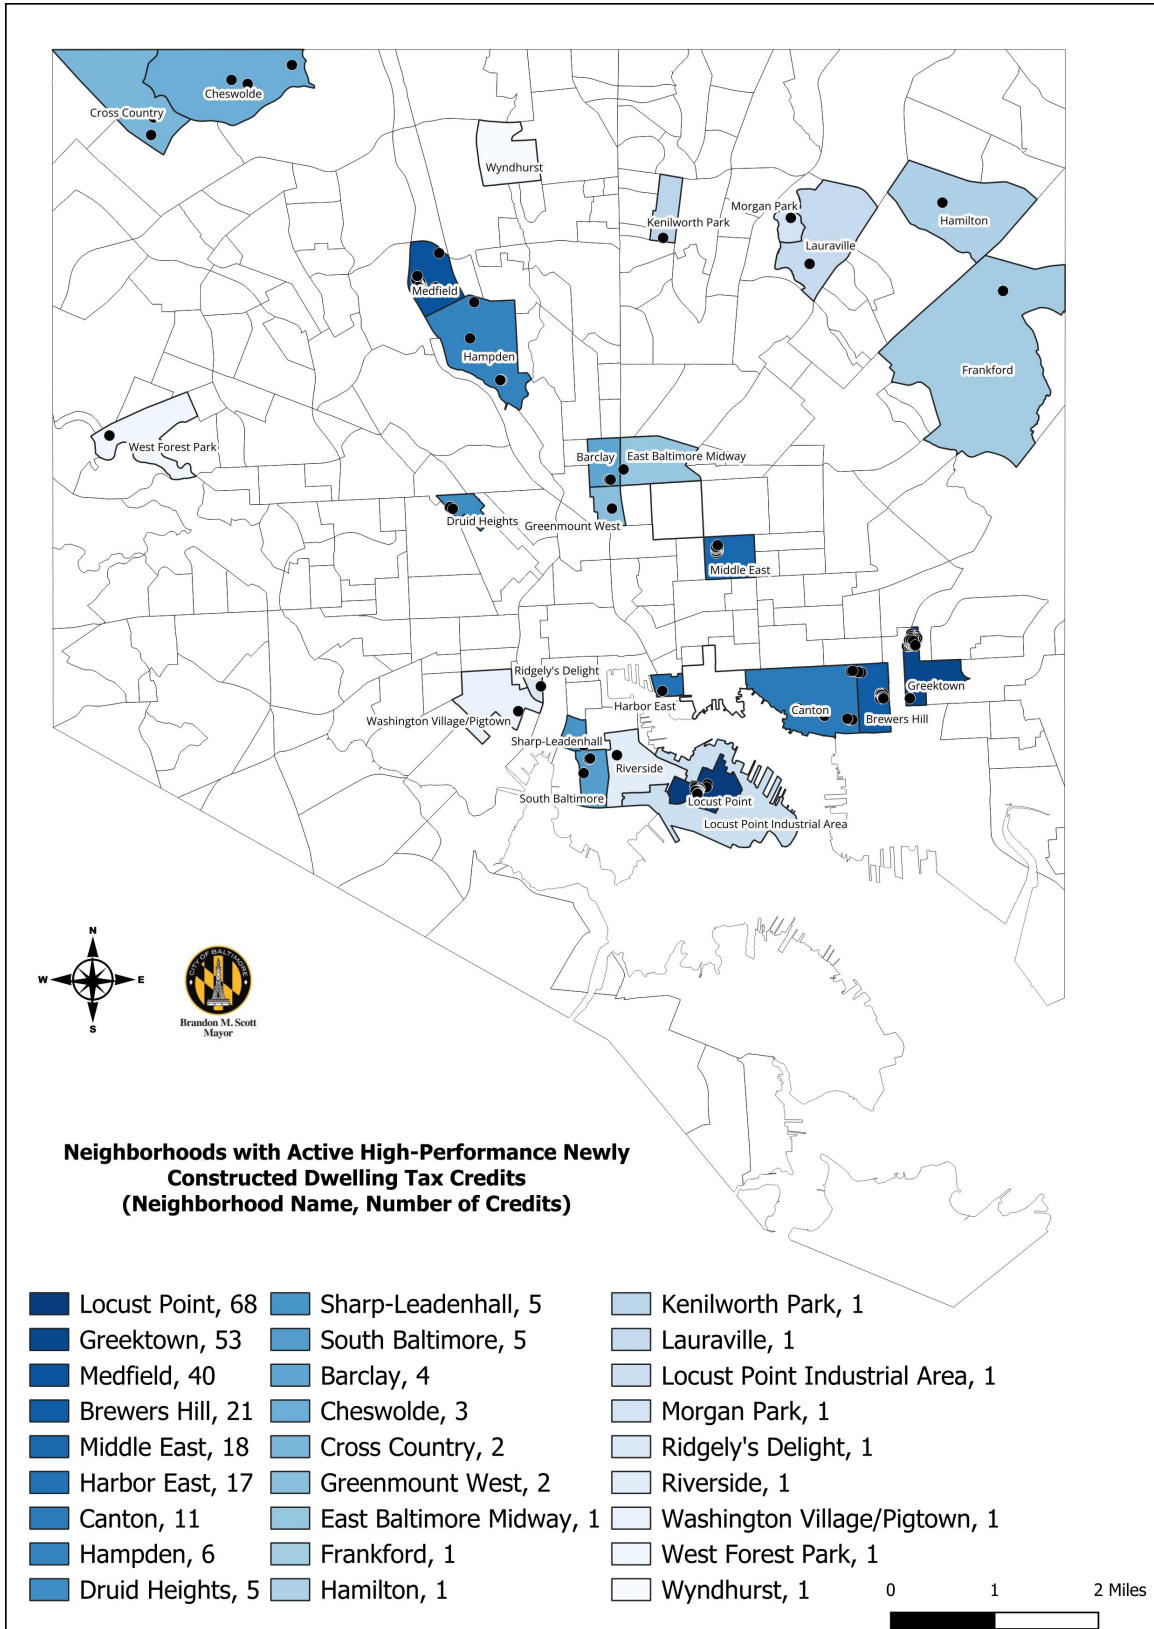 Cheswolde
Cross Country
Wyndhurst
Morgan Park
Kenilworth Park
Hamilton
Lauraville
Medfield
Hampden
Frankford
West Forest Park
Barclay
East Baltimore Midway
Druid Heights
Greenmount West
Middle East
Ridgely's Delight
Greektown
Harbor East
Canton
Washington Village/Pigtown
Brewers Hill
Sharp-Leadenhall
Riverside
South Baltimore
Locust Point
Locust Point Industrial Area
N
W
E
S
CITY OF BALTIMORE
Brandon M. Scott
Mayor
Neighborhoods with Active High-Performance Newly
Constructed Dwelling Tax Credits
(Neighborhood Name, Number of Credits)
Locust Point, 68
Greektown, 53
Medfield, 40
Brewers Hill, 21
Middle East, 18
Harbor East, 17
Canton, 11
Hampden, 6
Druid Heights, 5
Sharp-Leadenhall, 5
South Baltimore, 5
Barclay, 4
Cheswolde, 3
Cross Country, 2
Greenmount West, 2
East Baltimore Midway, 1
Frankford, 1
Hamilton, 1
Kenilworth Park, 1
Lauraville, 1
Locust Point Industrial Area, 1
Morgan Park, 1
Ridgely's Delight, 1
Riverside, 1
Washington Village/Pigtown, 1
West Forest Park, 1
Wyndhurst, 1
0 1 2 Miles